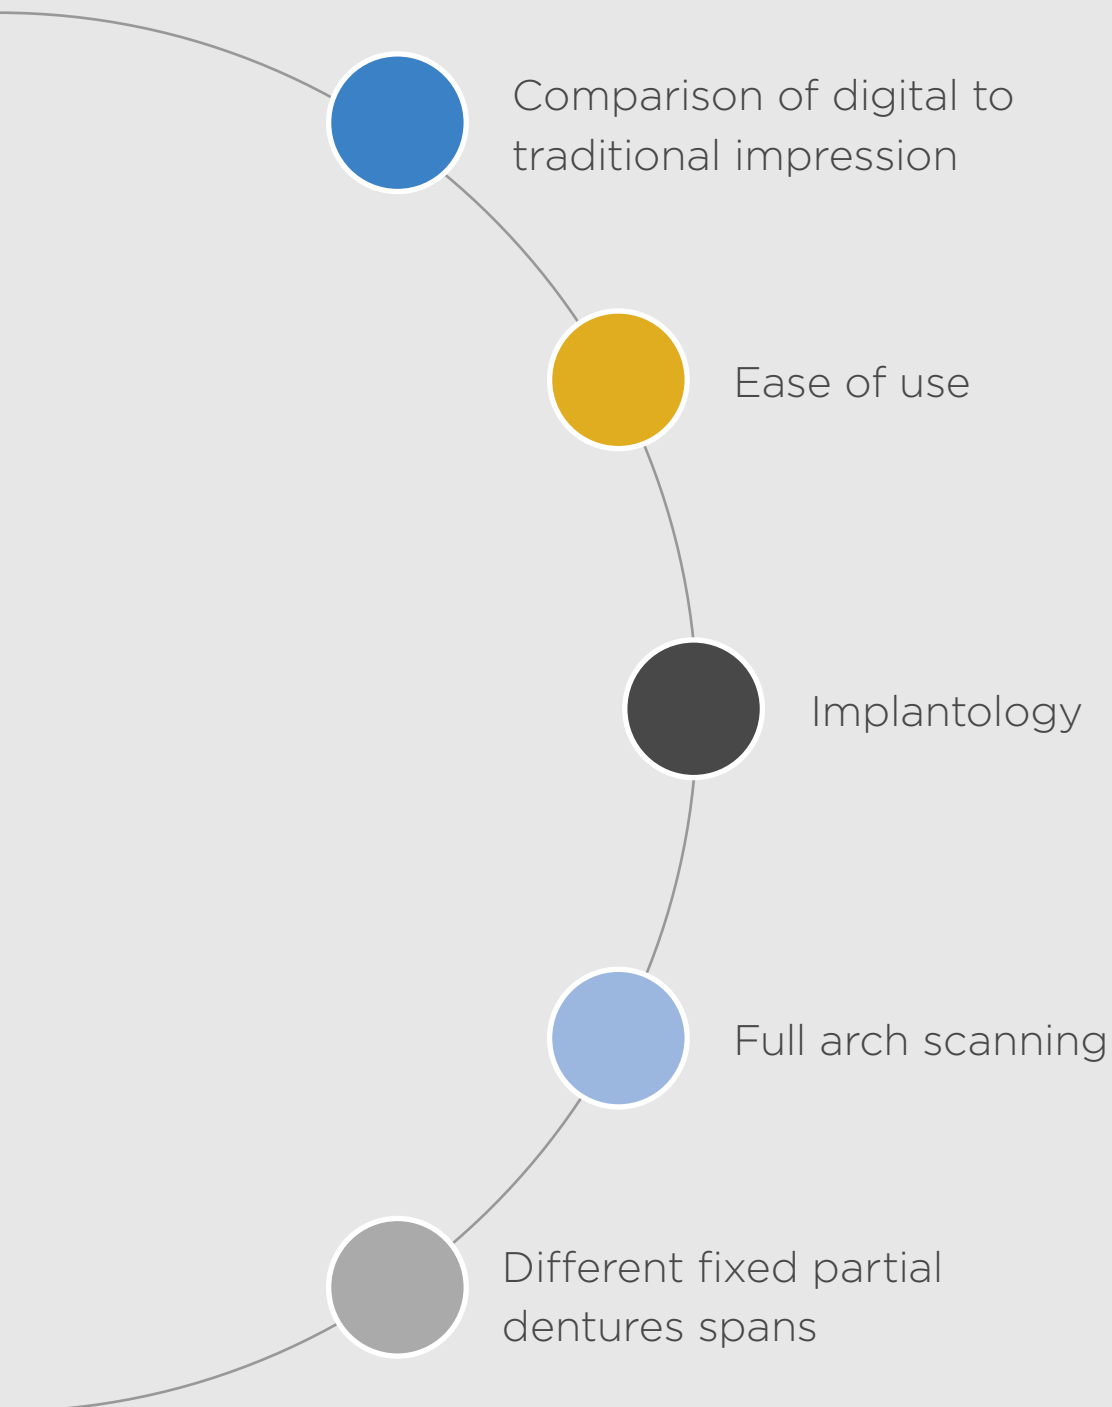 Comparison of digital to
traditional impression
Ease of use
Implantology
Full arch scanning
Different fixed partial
dentures spans